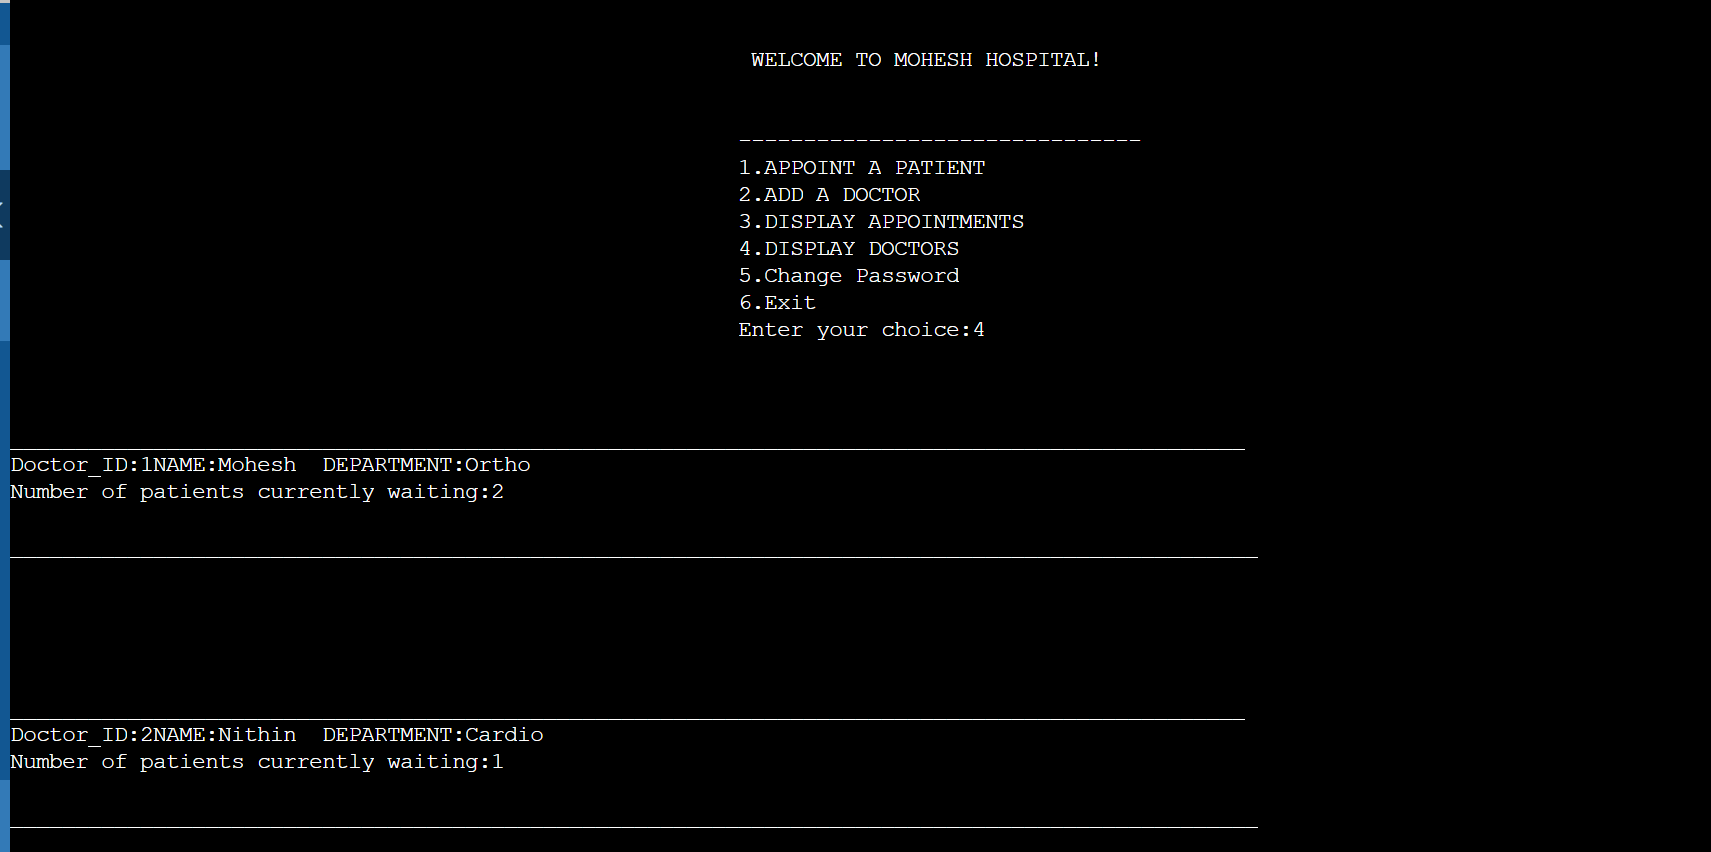 WELCOME TO MOHESH HOSPITAL!
-------------------------------
1.APPOINT A PATIENT
2.ADD A DOCTOR
3.DISPLAY APPOINTMENTS
4.DISPLAY DOCTORS
5.Change Password
6.Exit
Enter your choice:4
Doctor_ID:1NAME:Mohesh  DEPARTMENT:Ortho
Number of patients currently waiting:2
Doctor_ID:2NAME:Nithin  DEPARTMENT:Cardio
Number of patients currently waiting:1